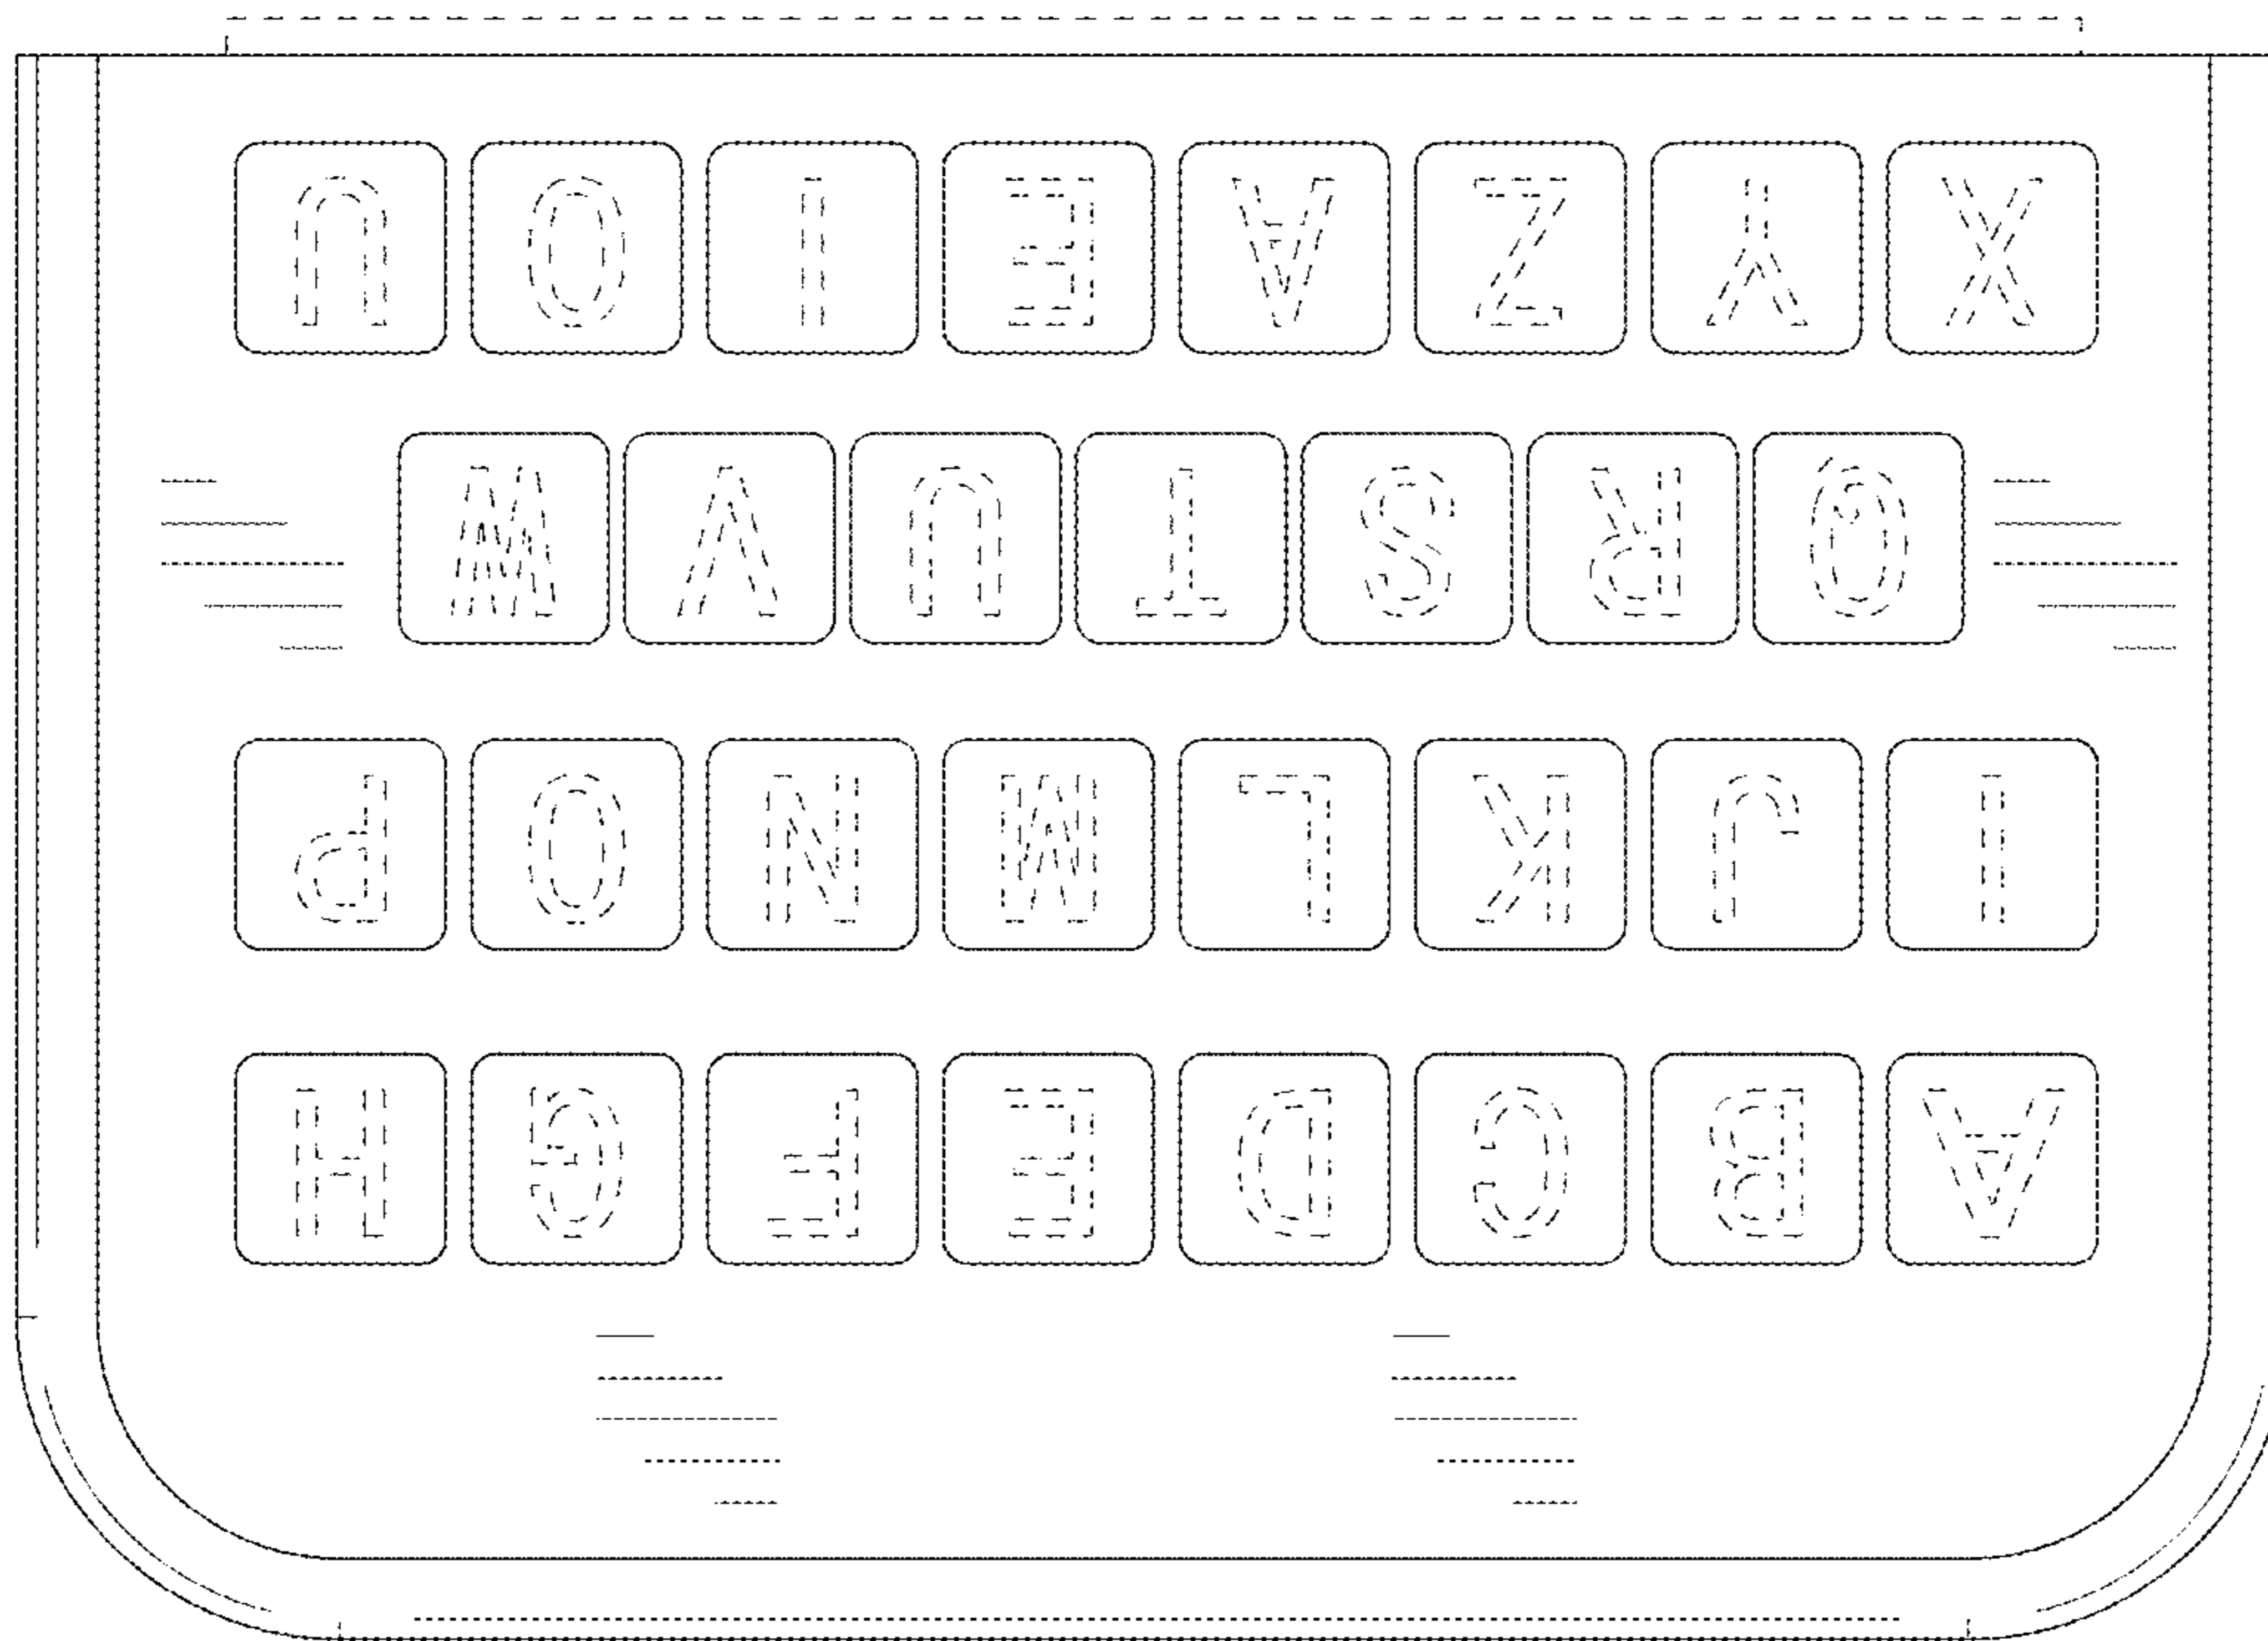 A B C D E F G H
I J K L M N O P
Q R S T U V W
X Y Z A E I O U